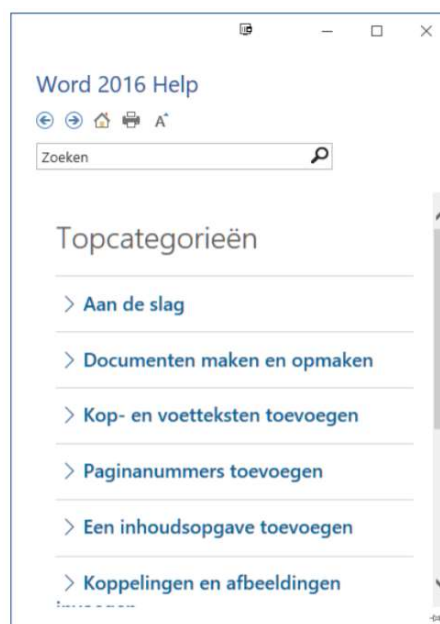 Word 2016 Help
Zoeken
Topcategorieën
Aan de slag
Documenten maken en opmaken
Kop- en voetteksten toevoegen
Paginanummers toevoegen
Een inhoudsopgave toevoegen
Koppelingen en afbeeldingen